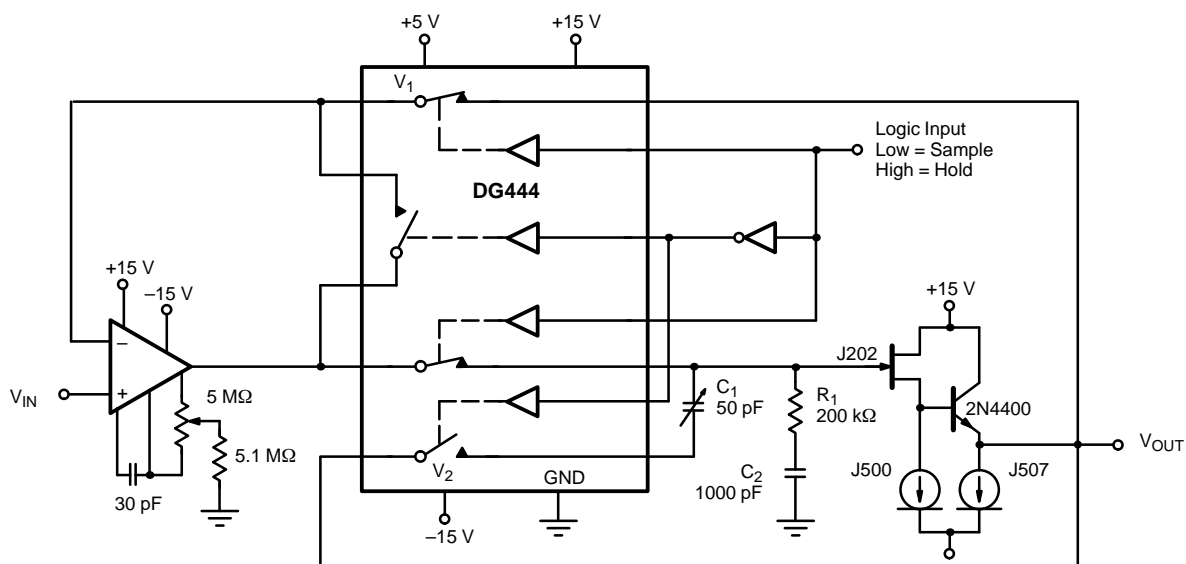 +5 V
+15 V
V1
Logic Input
Low = Sample
High = Hold
DG444
+15 V
–15 V
+15 V
–
+
VIN
5 MΩ
5.1 MΩ
30 pF
J202
C1
50 pF
R1
200 kΩ
2N4400
VOUT
V2
GND
C2
1000 pF
J500
J507
–15 V